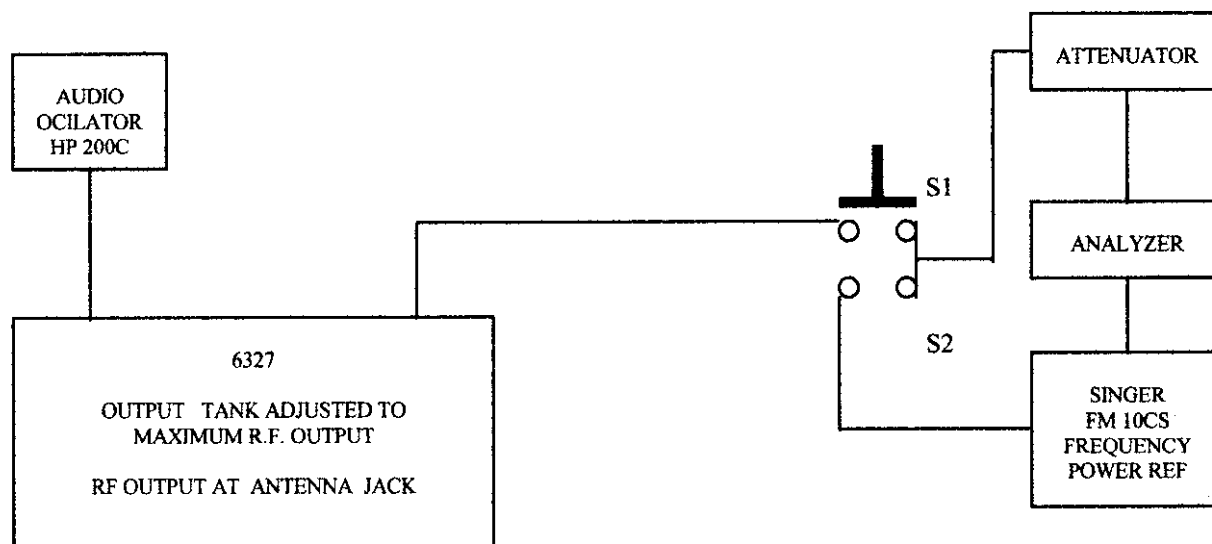 AUDIO
OCILATOR
HP 200C
ATTENUATOR
S1
ANALYZER
S2
6327
OUTPUT TANK ADJUSTED TO
MAXIMUM R.F. OUTPUT
RF OUTPUT AT ANTENNA JACK
SINGER
FM 10CS
FREQUENCY
POWER REF